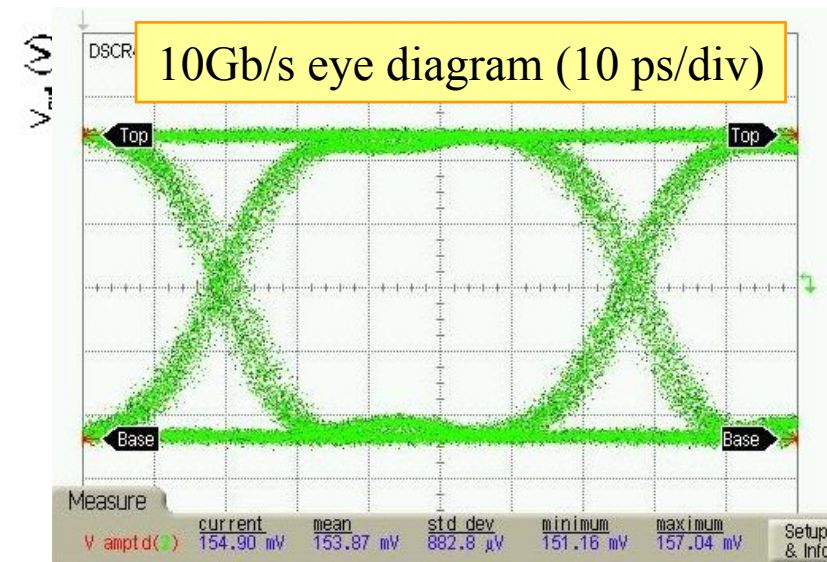 10Gb/s eye diagram (10 ps/div)
Top Top
Base Base
Measure
current mean std dev minimum maximum
V amptd( ) 154.90 mV 153.87 mV 882.8 µV 151.16 mV 157.04 mV
Setup
& Info